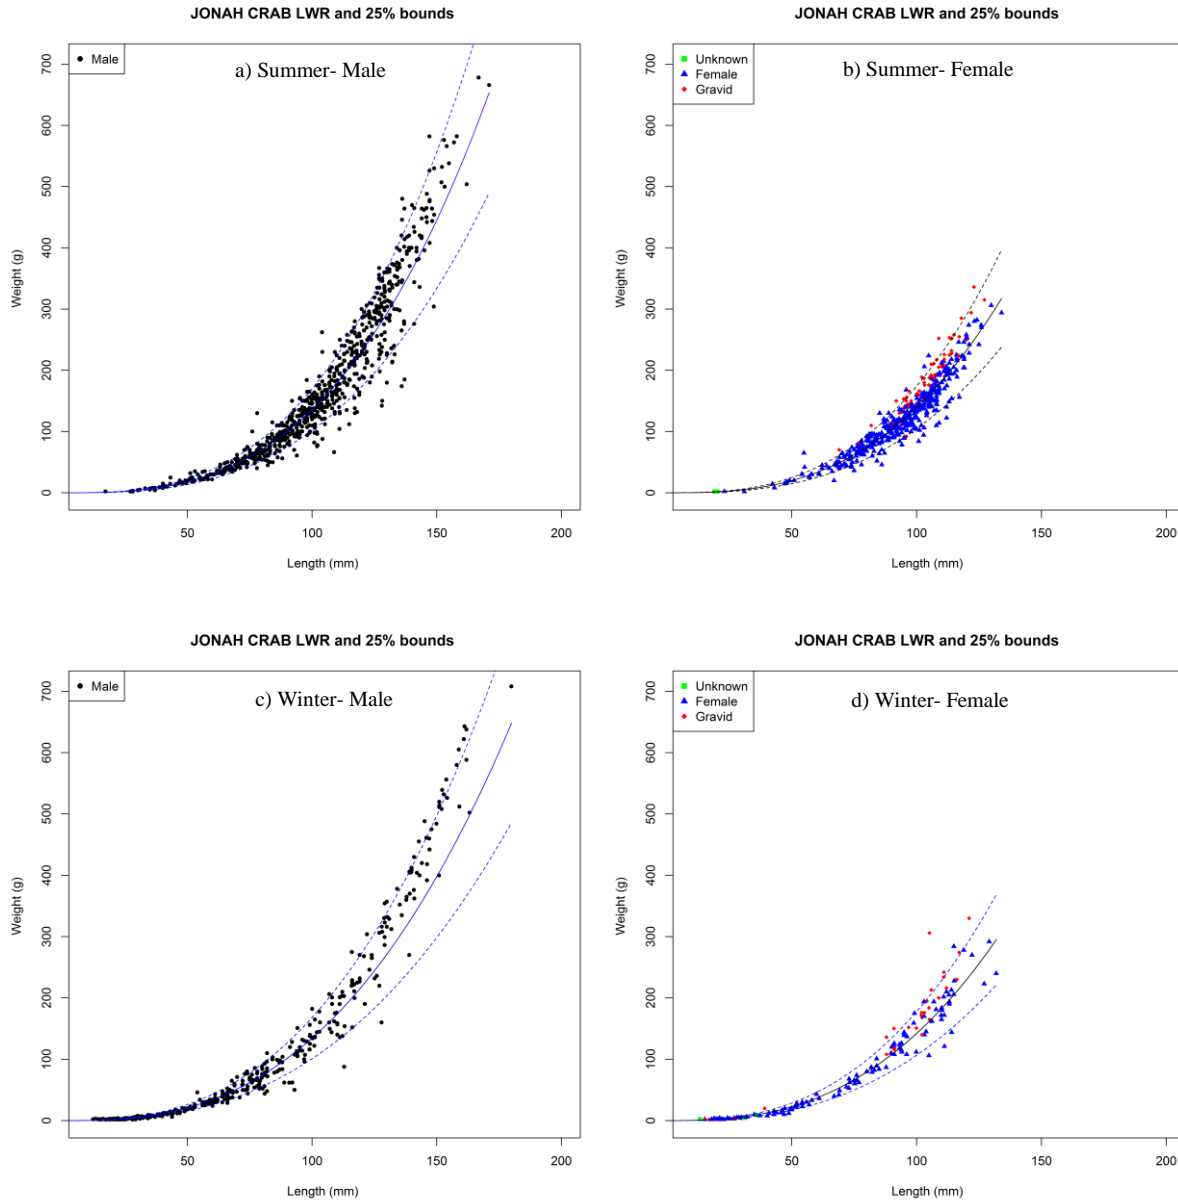 JONAH CRAB LWR and 25% bounds
Male
a) Summer- Male
Weight (g)
700
600
500
400
300
200
100
0
50 100 150 200
Length (mm)
JONAH CRAB LWR and 25% bounds
Unknown
Female
Gravid
b) Summer- Female
Weight (g)
700
600
500
400
300
200
100
0
50 100 150 200
Length (mm)
JONAH CRAB LWR and 25% bounds
Male
c) Winter- Male
Weight (g)
700
600
500
400
300
200
100
0
50 100 150 200
Length (mm)
JONAH CRAB LWR and 25% bounds
Unknown
Female
Gravid
d) Winter- Female
Weight (g)
700
600
500
400
300
200
100
0
50 100 150 200
Length (mm)